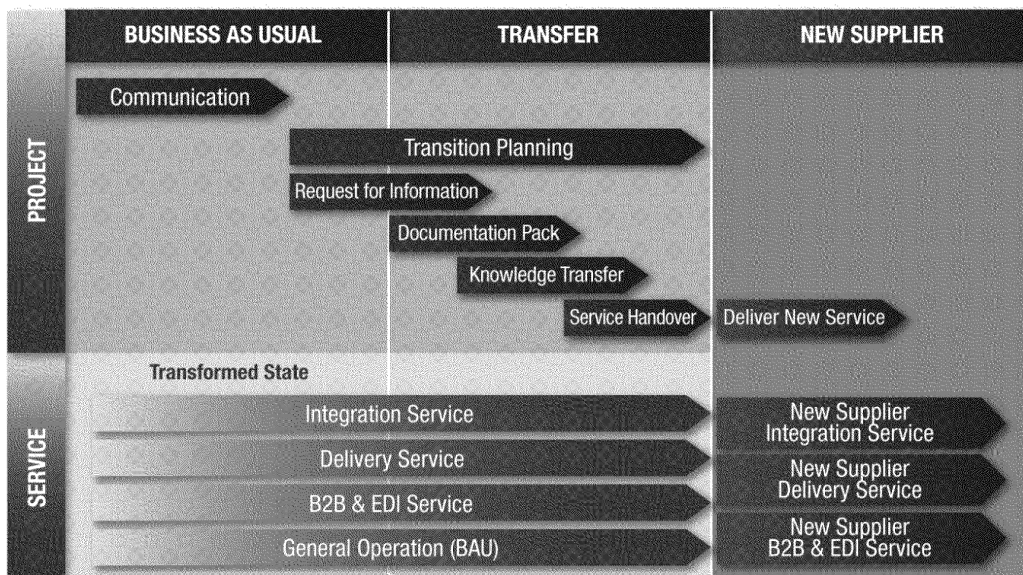 BUSINESS AS USUAL
TRANSFER
NEW SUPPLIER
PROJECT
Communication
Transition Planning
Request for Information
Documentation Pack
Knowledge Transfer
Service Handover
Deliver New Service
SERVICE
Transformed State
Integration Service
New Supplier
Integration Service
Delivery Service
New Supplier
Delivery Service
B2B & EDI Service
New Supplier
B2B & EDI Service
General Operation (BAU)